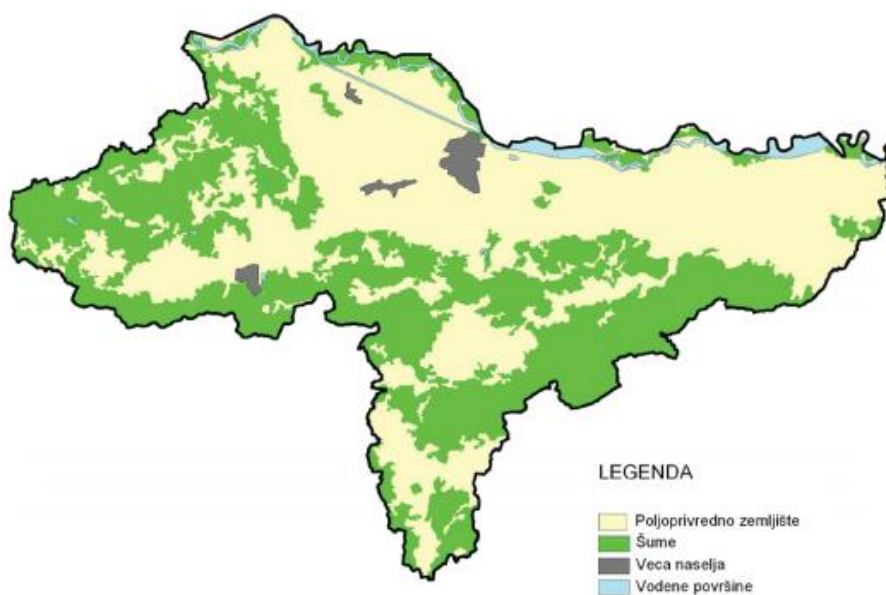 LEGENDA
Poljoprivredno zemljište
Šume
Veca naselja
Vodene površine